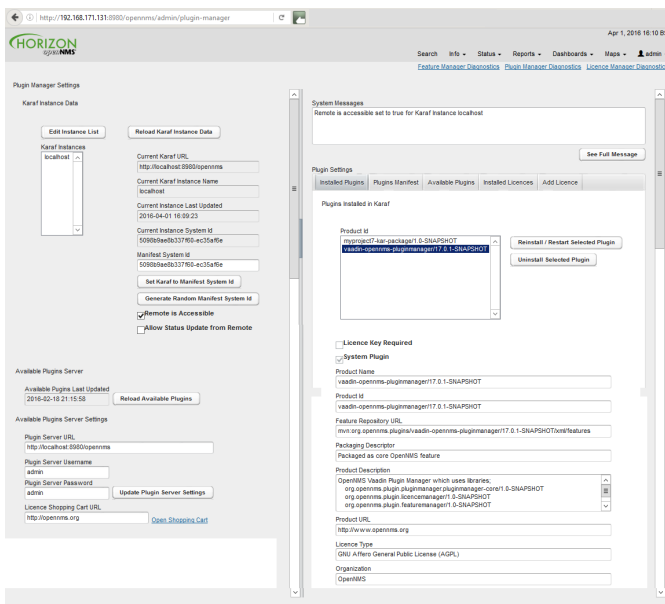 http://192.168.171.131:8980/opennms/admin/plugin-manager
HORIZON
openNMS
Apr 1, 2016 16:10 BS
Search Info Status Reports Dashboards Maps admin
Feature Manager Diagnostics Plugin Manager Diagnostics Licence Manager Diagnostic
Plugin Manager Settings
Karaf Instance Data
Edit Instance List
Reload Karaf Instance Data
Karaf Instances
localhost
Current Karaf URL
http://localhost:8980/opennms
Current Karaf Instance Name
localhost
Current Instance Last Updated
2016-04-01 16:09:23
Current Instance System Id
5098b9ae8b337f60-ec35af6e
Manifest System Id
5098b9ae8b337f60-ec35af6e
Set Karaf to Manifest System Id
Generate Random Manifest System Id
Remote is Accessible
Allow Status Update from Remote
Available Plugins Server
Available Pugins Last Updated
2016-02-18 21:15:58
Reload Available Plugins
Available Plugins Server Settings
Plugin Server URL
http://localhost:8980/opennms
Plugin Server Username
admin
Plugin Server Password
admin
Update Plugin Server Settings
Licence Shopping Cart URL
http://opennms.org
Open Shopping Cart
System Messages
Remote is accessible set to true for Karaf Instance localhost
See Full Message
Plugin Settings
Installed Plugins
Plugins Manifest
Available Plugins
Installed Licences
Add Licence
Plugins Installed in Karaf
Product Id
myproject7-kar-package/1.0-SNAPSHOT
vaadin-opennms-pluginmanager/17.0.1-SNAPSHOT
Reinstall / Restart Selected Plugin
Uninstall Selected Plugin
Licence Key Required
System Plugin
Product Name
vaadin-opennms-pluginmanager/17.0.1-SNAPSHOT
Product Id
vaadin-opennms-pluginmanager/17.0.1-SNAPSHOT
Feature Repository URL
mvn:org.opennms.plugins/vaadin-opennms-pluginmanager/17.0.1-SNAPSHOT/xml/features
Packaging Descriptor
Packaged as core OpenNMS feature
Product Description
OpenNMS Vaadin Plugin Manager which uses libraries;
org.opennms.plugin.pluginmanager.pluginmanager-core/1.0-SNAPSHOT
org.opennms.plugin.licencemanager/1.0-SNAPSHOT
org.opennms.plugin.featuremanager/1.0-SNAPSHOT
Product URL
http://www.opennms.org
Licence Type
GNU Affero General Public License (AGPL)
Organization
OpenNMS